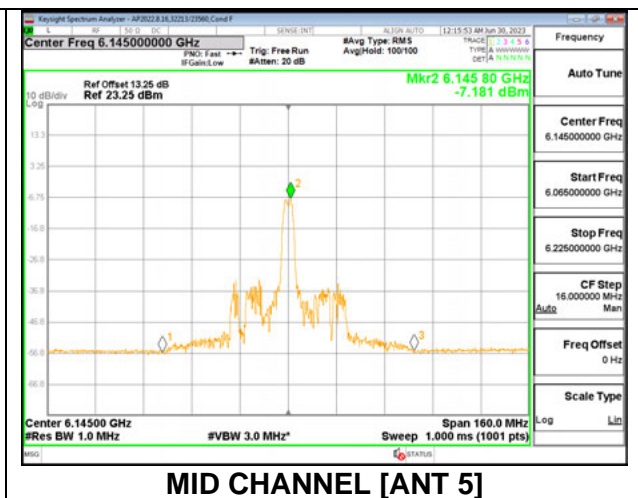 Keysight Spectrum Analyzer - AP2022.8.16,32213/23560,Cond F
L RF 50 Ω DC SENSE:INT ALIGN AUTO 12:15:53 AM Jun 30, 2023
Center Freq 6.145000000 GHz
PNO: Fast
IFGain:Low
Trig: Free Run
#Atten: 20 dB
#Avg Type: RMS
Avg|Hold: 100/100
TRACE 1 2 3 4 5 6
TYPE A WWWWW
DET A N N N N N
Ref Offset 13.25 dB
10 dB/div Ref 23.25 dBm
Log
Mkr2 6.145 80 GHz
-7.181 dBm
13.3
3.25
-6.75
-16.8
-36.8
-46.8
-56.8
-66.8
1
2
3
Center 6.14500 GHz Span 160.0 MHz
#Res BW 1.0 MHz #VBW 3.0 MHz* Sweep 1.000 ms (1001 pts)
MSG STATUS
Frequency
Auto Tune
Center Freq
6.145000000 GHz
Start Freq
6.065000000 GHz
Stop Freq
6.225000000 GHz
CF Step
16.000000 MHz
Auto Man
Freq Offset
0 Hz
Scale Type
Log Lin
MID CHANNEL [ANT 5]